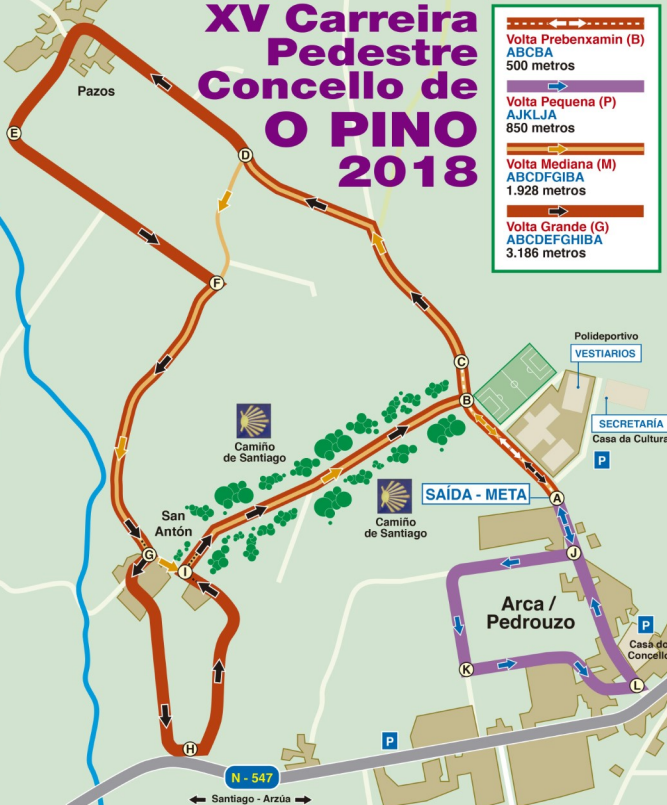 XV Carreira
Pedestre
Concello de
O PINO
2018
Volta Prebenxamin (B)
ABCBA
500 metros
Volta Pequena (P)
AJKLJA
850 metros
Volta Mediana (M)
ABCDFGIBA
1.928 metros
Volta Grande (G)
ABCDEFGHIBA
3.186 metros
Pazos
E
D
F
Polideportivo
VESTIARIOS
C
B
SECRETARÍA
Casa da Cultura
P
Camiño
de Santiago
Camiño
de Santiago
SAÍDA - META
A
San
Antón
G
I
J
Arca /
Pedrouzo
P
Casa do
Concello
K
L
H
P
N - 547
Santiago - Arzúa